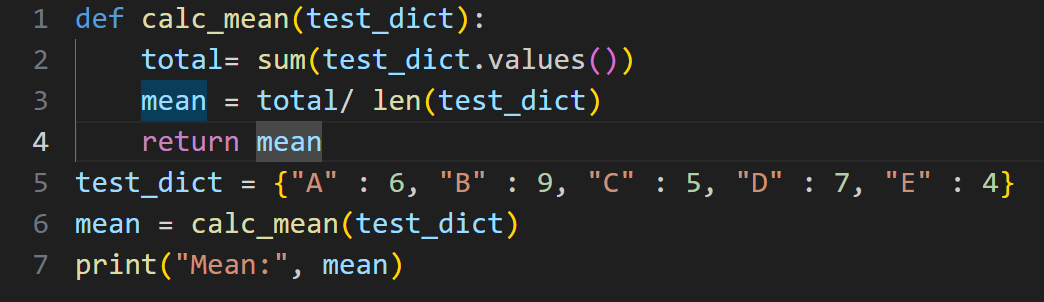 1 def calc_mean(test_dict):
2     total= sum(test_dict.values())
3     mean = total/ len(test_dict)
4     return mean
5 test_dict = {"A" : 6, "B" : 9, "C" : 5, "D" : 7, "E" : 4}
6 mean = calc_mean(test_dict)
7 print("Mean:", mean)